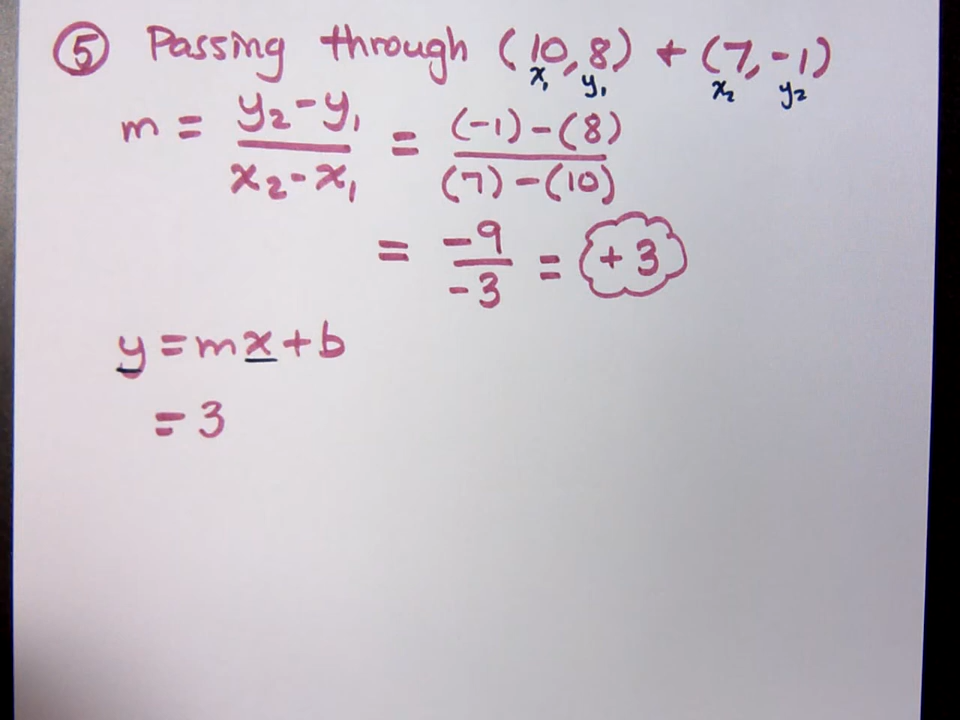 ⑤ Passing through (10, 8) + (7, -1)
x₁ y₁ x₂ y₂
m = y₂ - y₁ / x₂ - x₁ = (-1) - (8) / (7) - (10)
= -9 / -3 = +3
y = mx + b
= 3